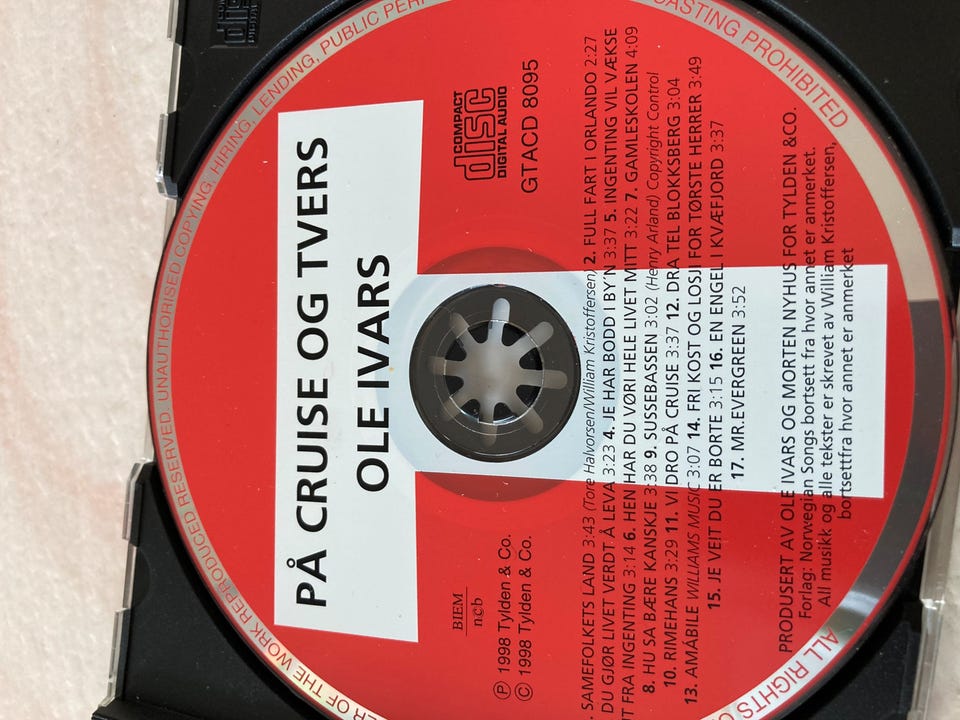 PÅ CRUISE OG TVERS
OLE IVARS
BIEM
ncb
Ⓟ 1998 Tylden & Co.
© 1998 Tylden & Co.
COMPACT
disc
DIGITAL AUDIO
GTACD 8095
. SAMEFOLKETS LAND 3:43 (Tore Halvorsen/William Kristoffersen) 2. FULL FART I ORLANDO 2:27
DU GJØR LIVET VERDT Å LEVA 3:23 4. JE HAR BODD I BY'N 3:37 5. INGENTING VIL VÆKSE
T FRA INGENTING 3:14 6. HEN HAR DU VØRI HELE LIVET MITT 3:22 7. GAMLESKOLEN 4:09
8. HU SA BÆRE KANSKJE 3:38 9. SUSSEBASSEN 3:02 (Henry Arland) Copyright Control
10. RIMEHANS 3:29 11. VI DRO PÅ CRUISE 3:37 12. DRA TEL BLOKKSBERG 3:04
13. AMÁBILE WILLIAMS MUSIC 3:07 14. FRI KOST OG LOSJI FOR TØRSTE HERRER 3:49
15. JE VEIT DU ER BORTE 3:15 16. EN ENGEL I KVÆFJORD 3:37
17. MR.EVERGREEN 3:52
PRODUSERT AV OLE IVARS OG MORTEN NYHUS FOR TYLDEN &CO.
Forlag: Norwegian Songs bortsett fra hvor annet er anmerket.
All musikk og alle tekster er skrevet av William Kristoffersen,
bortsettfra hvor annet er anmerket
ER OF THE WORK REPRODUCED RESERVED. UNAUTHORISED COPYING, HIRING, LENDING, PUBLIC PER
CASTING PROHIBITED
ALL RIGHTS O